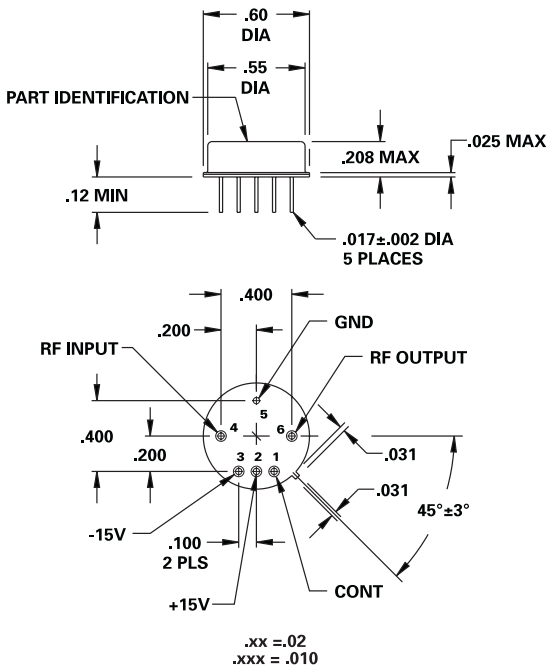 .60
DIA
.55
DIA
PART IDENTIFICATION
.025 MAX
.208 MAX
.12 MIN
.017±.002 DIA
5 PLACES
.400
.200
GND
RF INPUT
RF OUTPUT
5
4
6
.400
.200
3 2 1
.031
.031
45°±3°
-15V
.100
2 PLS
CONT
+15V
.xx =.02
.xxx = .010